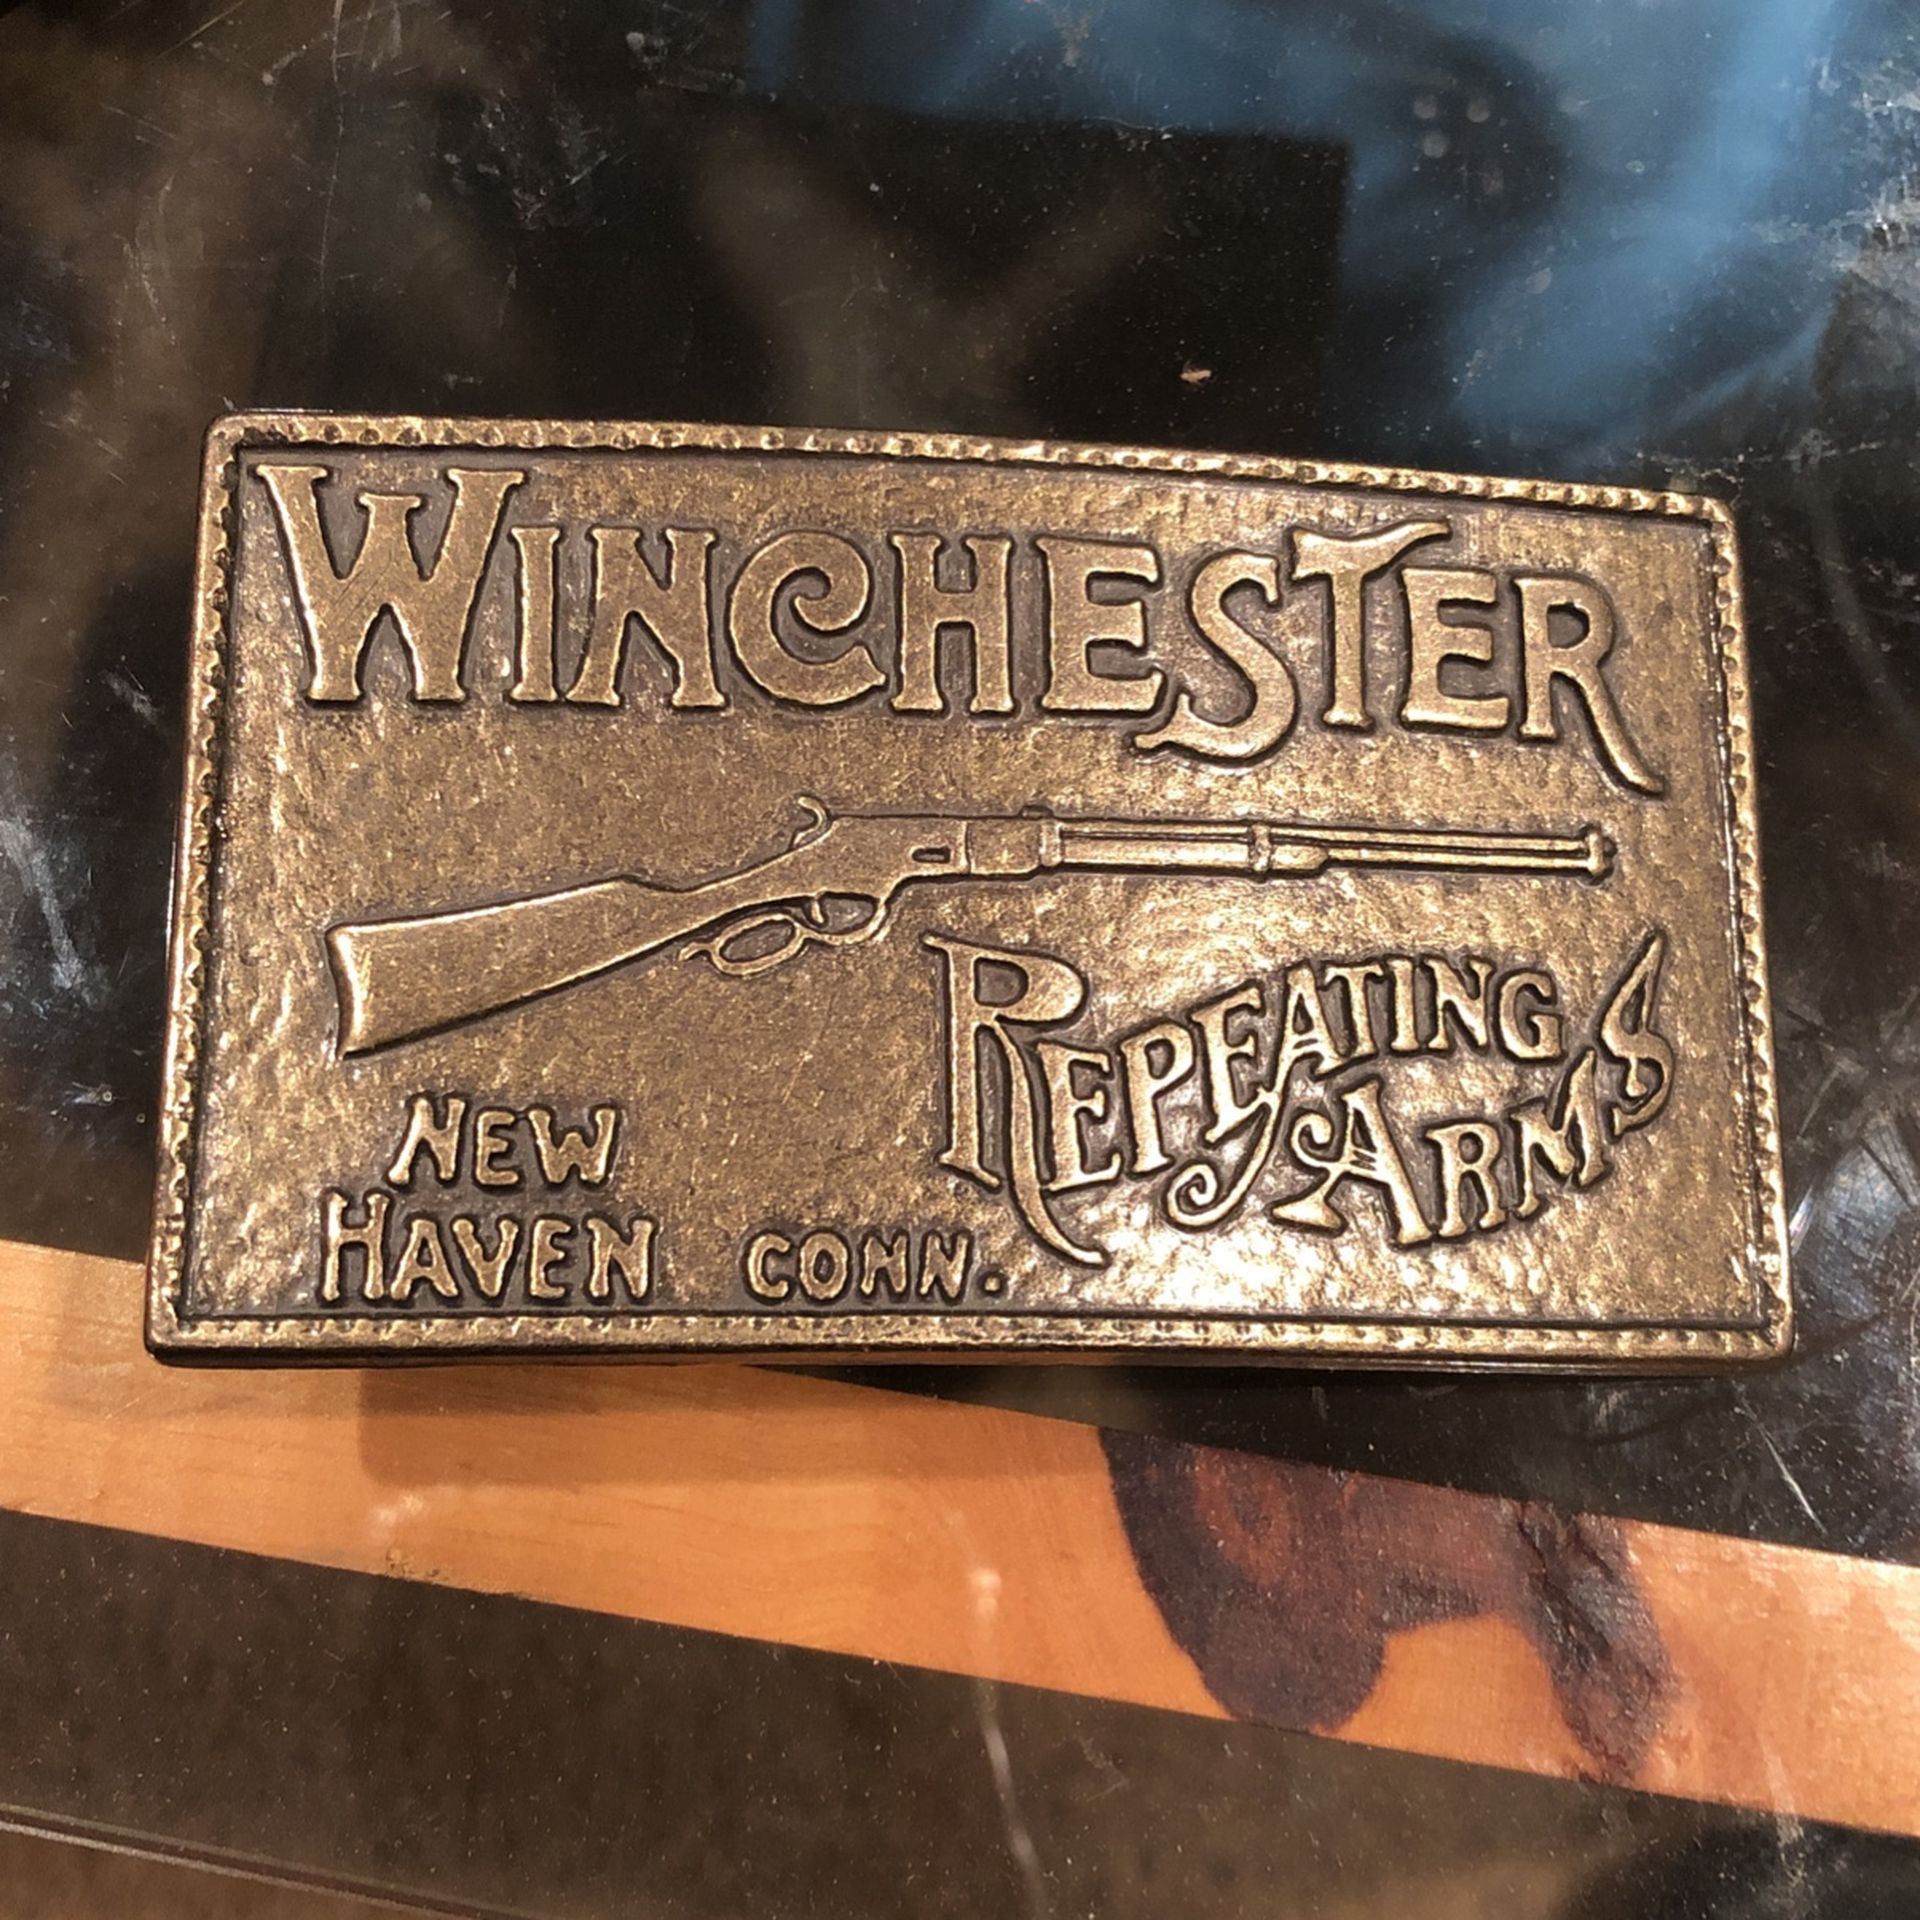 WINCHESTER
REPEATING
ARMS
NEW
HAVEN CONN.